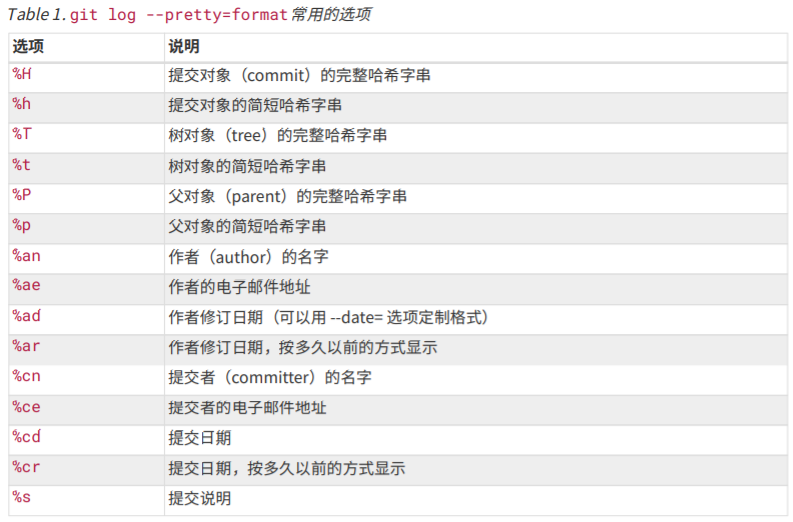 Table 1. git log --pretty=format 常用的选项
选项 说明
%H 提交对象（commit）的完整哈希字串
%h 提交对象的简短哈希字串
%T 树对象（tree）的完整哈希字串
%t 树对象的简短哈希字串
%P 父对象（parent）的完整哈希字串
%p 父对象的简短哈希字串
%an 作者（author）的名字
%ae 作者的电子邮件地址
%ad 作者修订日期（可以用 --date= 选项定制格式）
%ar 作者修订日期，按多久以前的方式显示
%cn 提交者（committer）的名字
%ce 提交者的电子邮件地址
%cd 提交日期
%cr 提交日期，按多久以前的方式显示
%s 提交说明